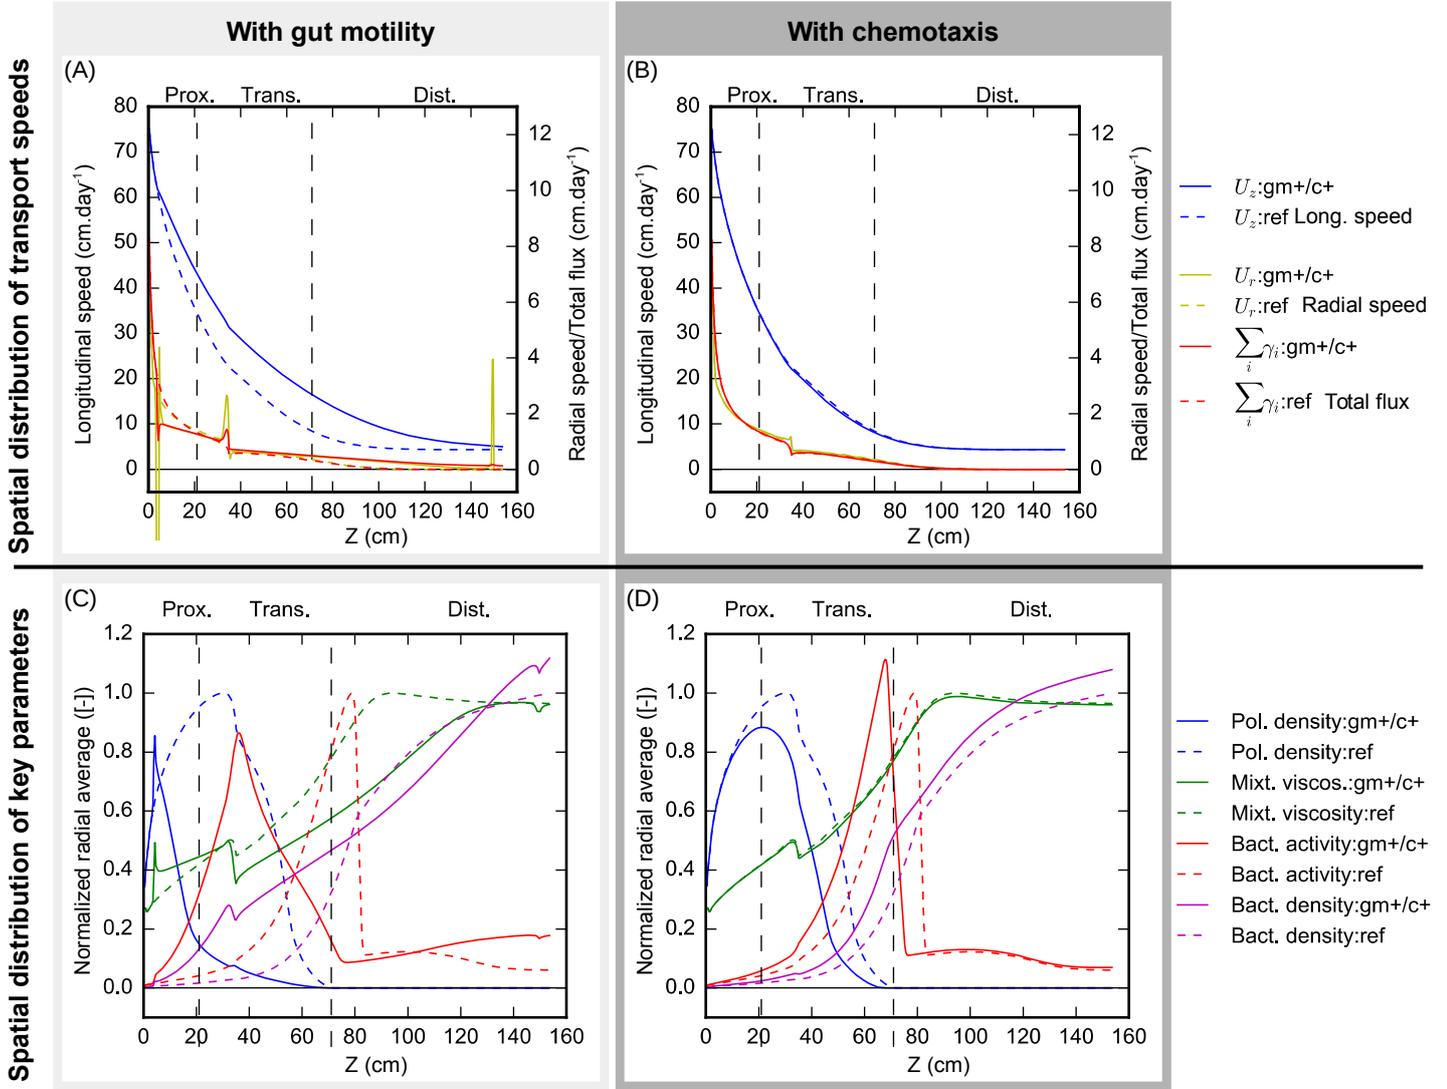 With gut motility
With chemotaxis
Spatial distribution of transport speeds
(A)
Prox. Trans. Dist.
80
70
60
50
40
30
20
10
0
Longitudinal speed (cm.day-1)
12
10
8
6
4
2
0
Radial speed/Total flux (cm.day-1)
0 20 40 60 80 100 120 140 160
Z (cm)
(B)
Prox. Trans. Dist.
80
70
60
50
40
30
20
10
0
Longitudinal speed (cm.day-1)
12
10
8
6
4
2
0
Radial speed/Total flux (cm.day-1)
0 20 40 60 80 100 120 140 160
Z (cm)
Uz:gm+/c+
Uz:ref Long. speed
Ur:gm+/c+
Ur:ref Radial speed
∑i γi:gm+/c+
∑i γi:ref Total flux
Spatial distribution of key parameters
(C)
Prox. Trans. Dist.
1.2
1.0
0.8
0.6
0.4
0.2
0.0
Normalized radial average ([-])
0 20 40 60 80 100 120 140 160
Z (cm)
(D)
Prox. Trans. Dist.
1.2
1.0
0.8
0.6
0.4
0.2
0.0
Normalized radial average ([-])
0 20 40 60 80 100 120 140 160
Z (cm)
Pol. density:gm+/c+
Pol. density:ref
Mixt. viscos.:gm+/c+
Mixt. viscosity:ref
Bact. activity:gm+/c+
Bact. activity:ref
Bact. density:gm+/c+
Bact. density:ref